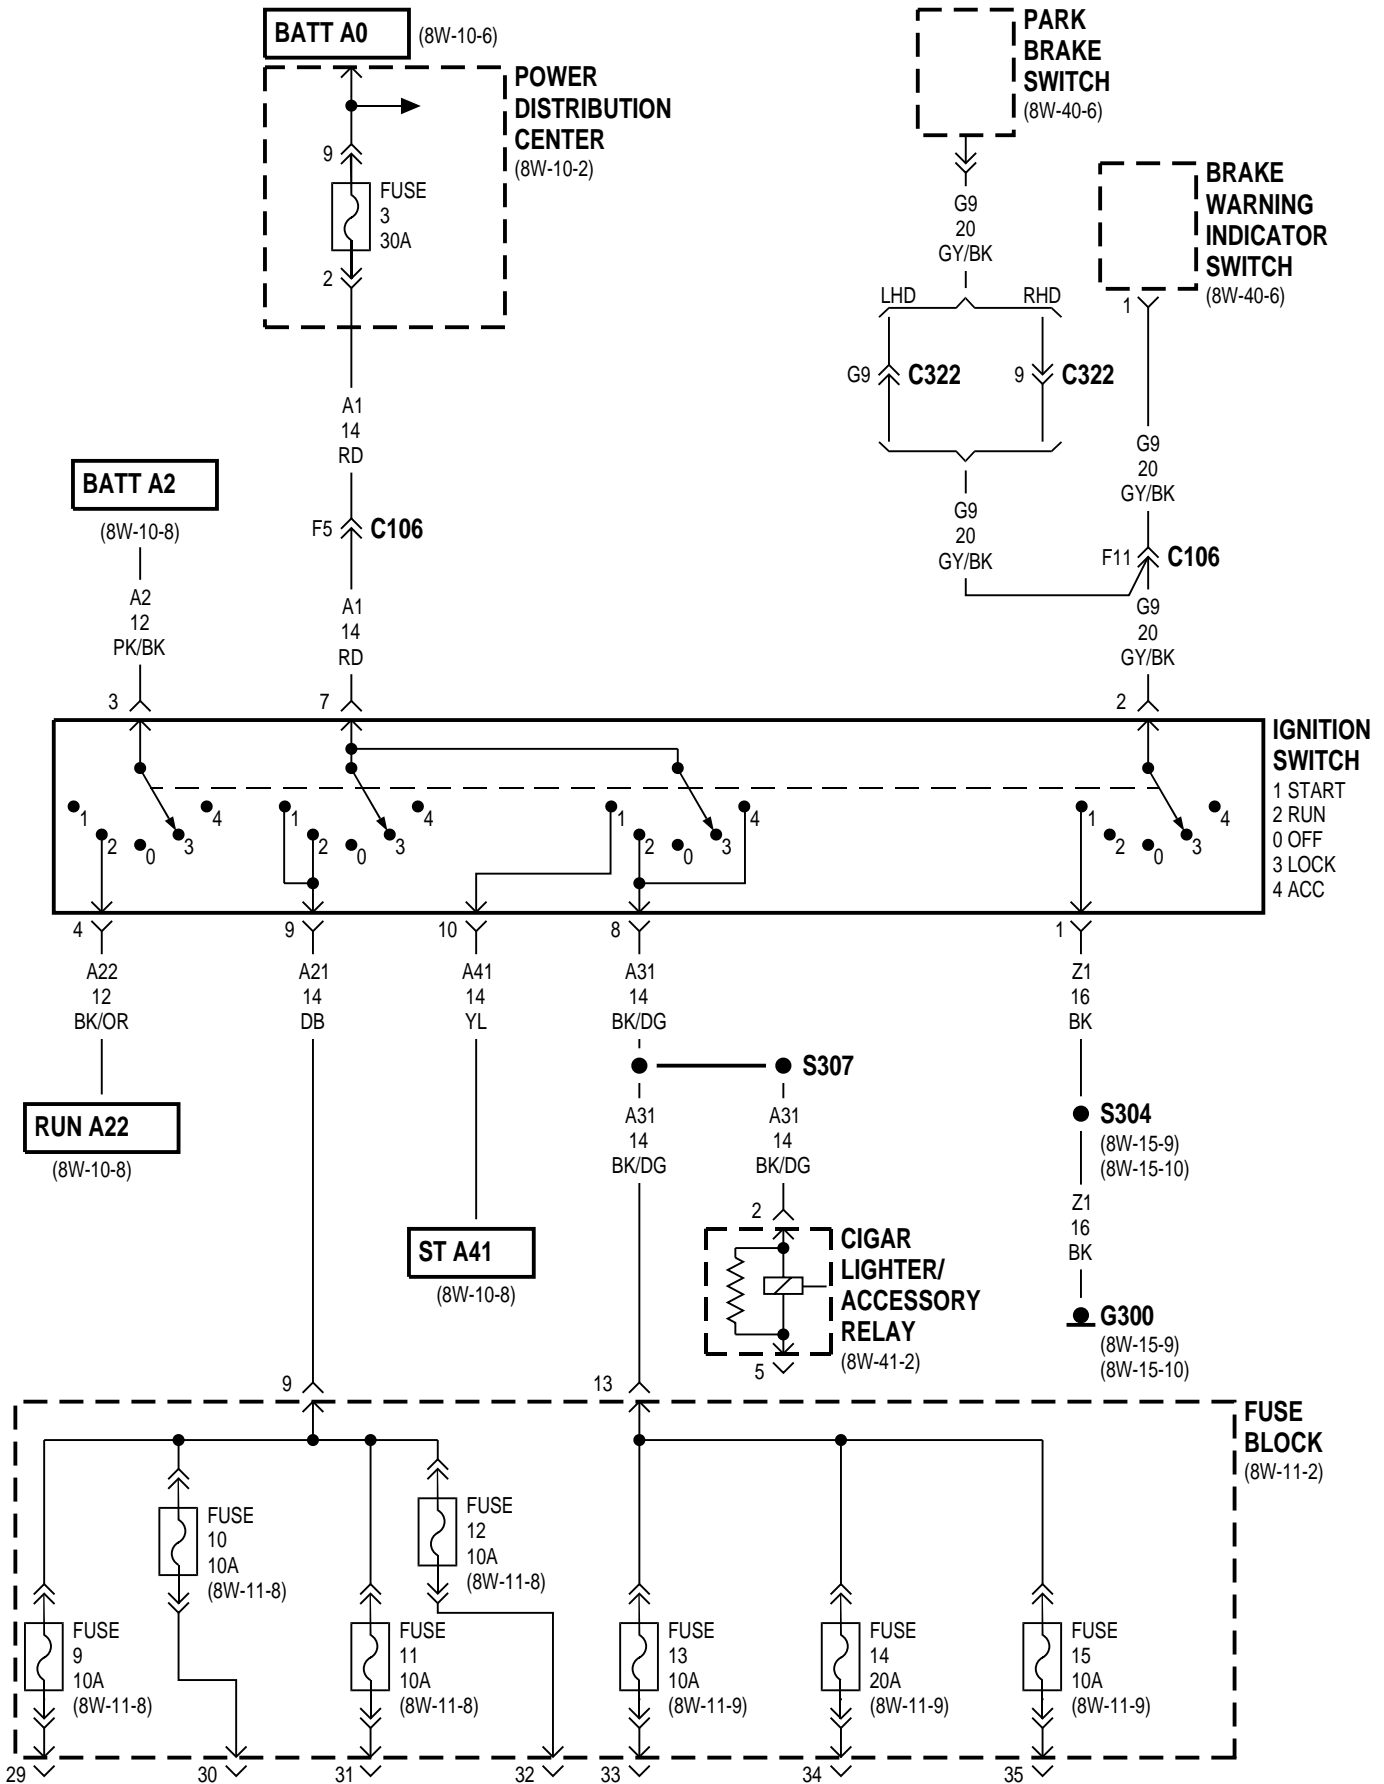 BATT A0
(8W-10-6)
POWER
DISTRIBUTION
CENTER
(8W-10-2)
9
FUSE
3
30A
2
PARK
BRAKE
SWITCH
(8W-40-6)
BRAKE
WARNING
INDICATOR
SWITCH
(8W-40-6)
G9
20
GY/BK
LHD
RHD
1
G9
C322
9
C322
A1
14
RD
G9
20
GY/BK
BATT A2
(8W-10-8)
F5
C106
G9
20
GY/BK
F11
C106
A2
12
PK/BK
A1
14
RD
G9
20
GY/BK
3
7
2
IGNITION
SWITCH
1 START
2 RUN
0 OFF
3 LOCK
4 ACC
1
2
0
3
4
1
2
0
3
4
1
2
0
3
4
1
2
0
3
4
4
9
10
8
1
A22
12
BK/OR
A21
14
DB
A41
14
YL
A31
14
BK/DG
Z1
16
BK
S307
RUN A22
(8W-10-8)
A31
14
BK/DG
A31
14
BK/DG
S304
(8W-15-9)
(8W-15-10)
Z1
16
BK
ST A41
(8W-10-8)
2
CIGAR
LIGHTER/
ACCESSORY
RELAY
(8W-41-2)
5
G300
(8W-15-9)
(8W-15-10)
9
13
FUSE
BLOCK
(8W-11-2)
FUSE
10
10A
(8W-11-8)
FUSE
12
10A
(8W-11-8)
FUSE
9
10A
(8W-11-8)
FUSE
11
10A
(8W-11-8)
FUSE
13
10A
(8W-11-9)
FUSE
14
20A
(8W-11-9)
FUSE
15
10A
(8W-11-9)
29
30
31
32
33
34
35